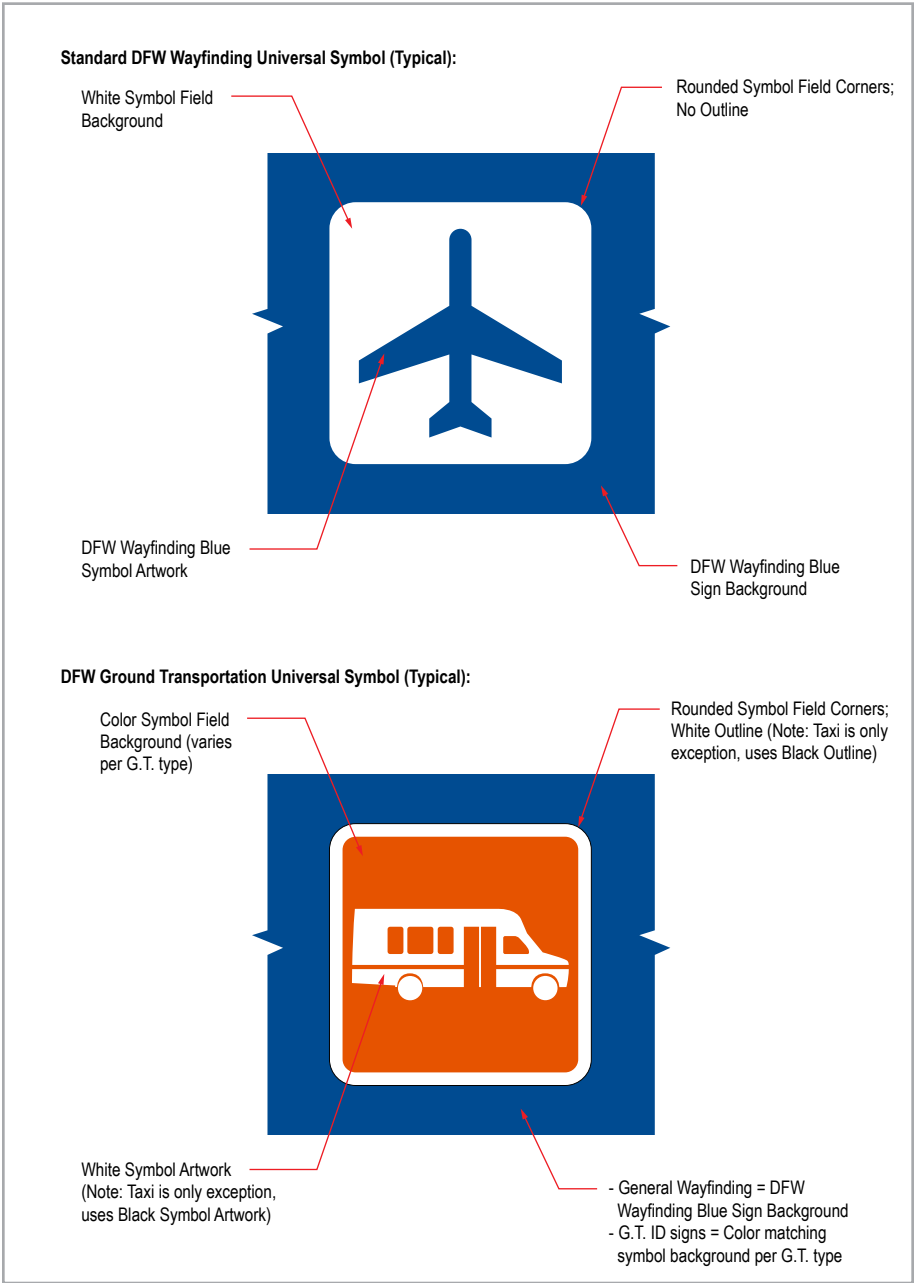 Standard DFW Wayfinding Universal Symbol (Typical):
White Symbol Field
Background
Rounded Symbol Field Corners;
No Outline
DFW Wayfinding Blue
Symbol Artwork
DFW Wayfinding Blue
Sign Background
DFW Ground Transportation Universal Symbol (Typical):
Color Symbol Field
Background (varies
per G.T. type)
Rounded Symbol Field Corners;
White Outline (Note: Taxi is only
exception, uses Black Outline)
White Symbol Artwork
(Note: Taxi is only exception,
uses Black Symbol Artwork)
- General Wayfinding = DFW
Wayfinding Blue Sign Background
- G.T. ID signs = Color matching
symbol background per G.T. type